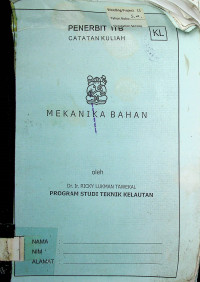 PENERBIT ITB
KL
CATATAN KULIAH
MEKANIKA BAHAN
oleh
Dr. Ir. RICKY LUKMAN TAWEKAL
PROGRAM STUDI TEKNIK KELAUTAN
NAMA
NIM
ALAMAT